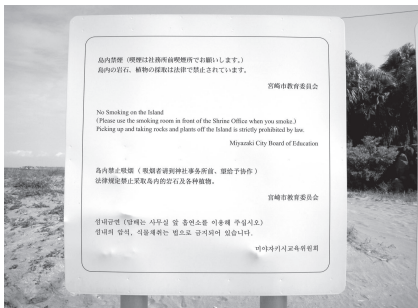 島内禁煙(喫煙は社務所前喫煙所でお願いします。)
島内の岩石、植物の採取は法律で禁止されています。
宮崎市教育委員会
No Smoking on the Island
(Please use the smoking room in front of the Shrine Office when you smoke.)
Picking up and taking rocks and plants off the Island is strictly prohibited by law.
Miyazaki City Board of Education
島内禁止吸烟(吸烟者请到神社事务所前、望给予协作)
法律规定禁止采取岛内的岩石及各种植物。
宫崎市教育委员会
섬내금연 (담배는 사무실 앞 흡연소를 이용해 주십시오)
섬내의 암석, 식물채취는 법으로 금지되어 있습니다.
미야자키시교육위원회